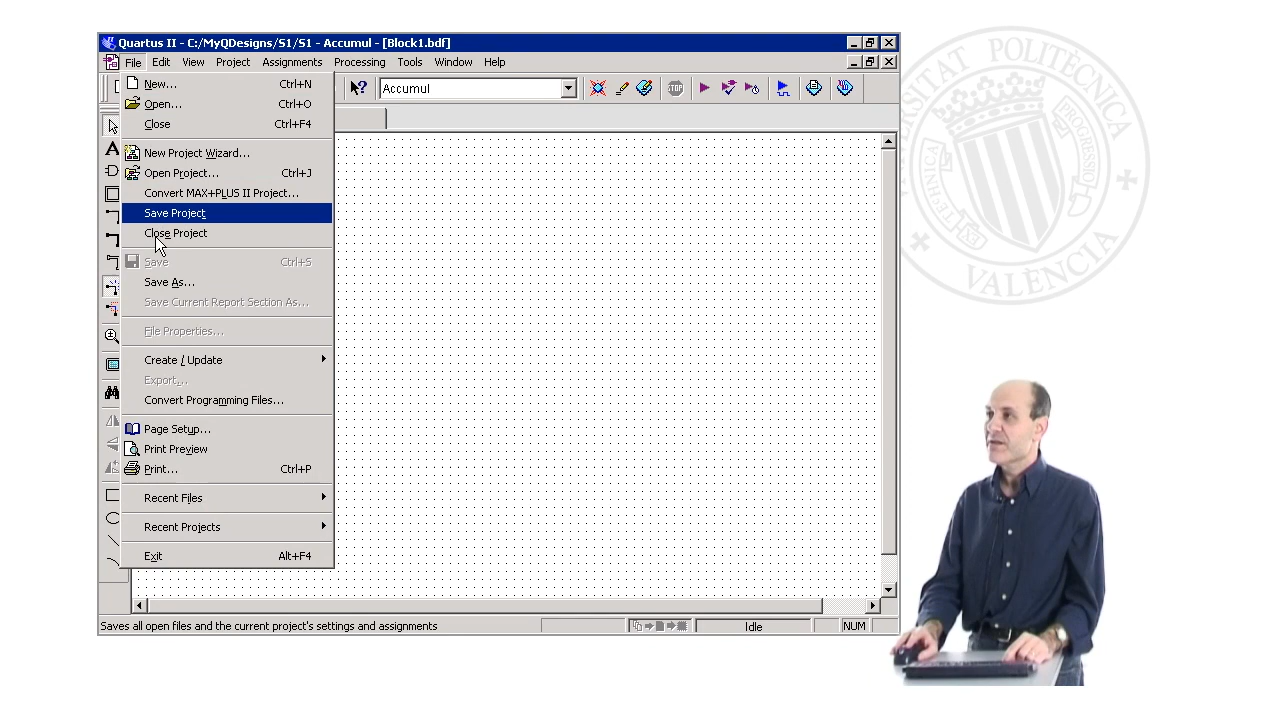 Quartus II - C:/MyQDesigns/S1/S1 - Accumul - [Block1.bdf]
File Edit View Project Assignments Processing Tools Window Help
New... Ctrl+N
Accumul
STOP
Open... Ctrl+O
Close Ctrl+F4
New Project Wizard...
Open Project... Ctrl+J
Convert MAX+PLUS II Project...
Save Project
Close Project
Save Ctrl+S
Save As...
Save Current Report Section As...
File Properties...
Create / Update
Export...
Convert Programming Files...
Page Setup...
Print Preview
Print... Ctrl+P
Recent Files
Recent Projects
Exit Alt+F4
Saves all open files and the current project's settings and assignments
Idle
NUM
POLITÈCNICA
VALÈNCIA